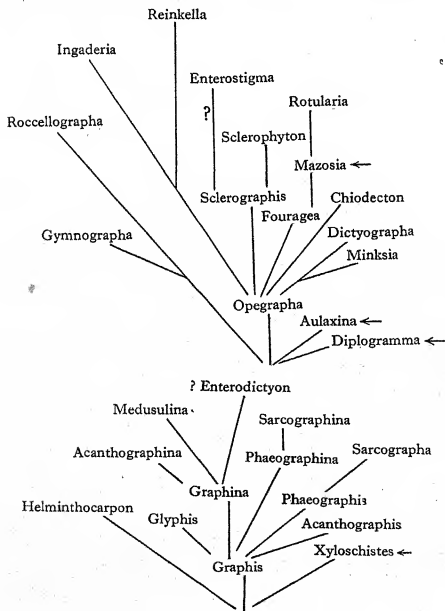 Reinkella
Ingaderia
Enterostigma
?
Rotularia
Roccellographa
Sclerophyton
Mazosia ←
Sclerographis
Chiodecton
Fouragea
Gymnographa
Dictyographa
Minksia
Opegrapha
Aulaxina ←
Diplogramma ←
? Enterodictyon
Medusulina
Sarcographina
Acanthographina
Phaeographina
Sarcographa
Graphina
Helminthocarpon
Phaeographis
Glyphis
Acanthographis
Xyloschistes ←
Graphis